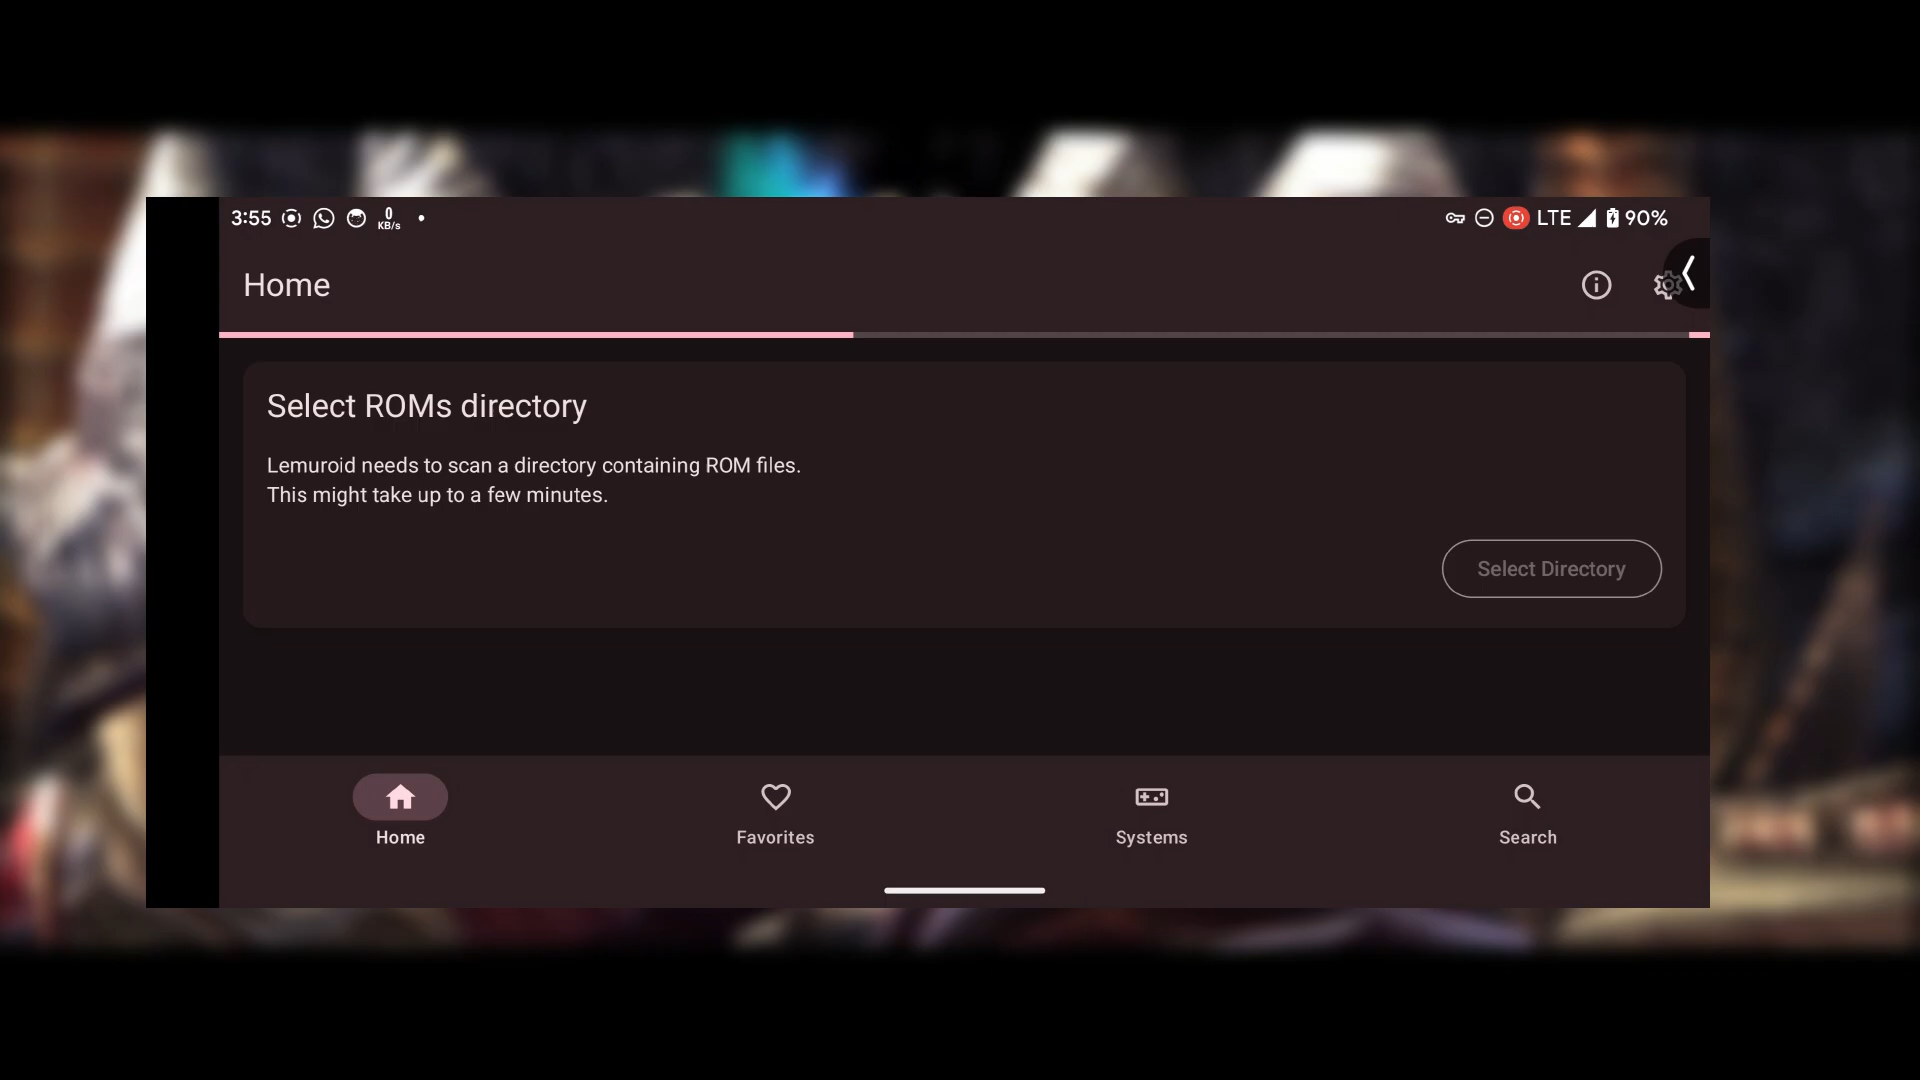 3:55 0 KB/s LTE 90%
Home
Select ROMs directory
Lemuroid needs to scan a directory containing ROM files.
This might take up to a few minutes.
Select Directory
Home Favorites Systems Search